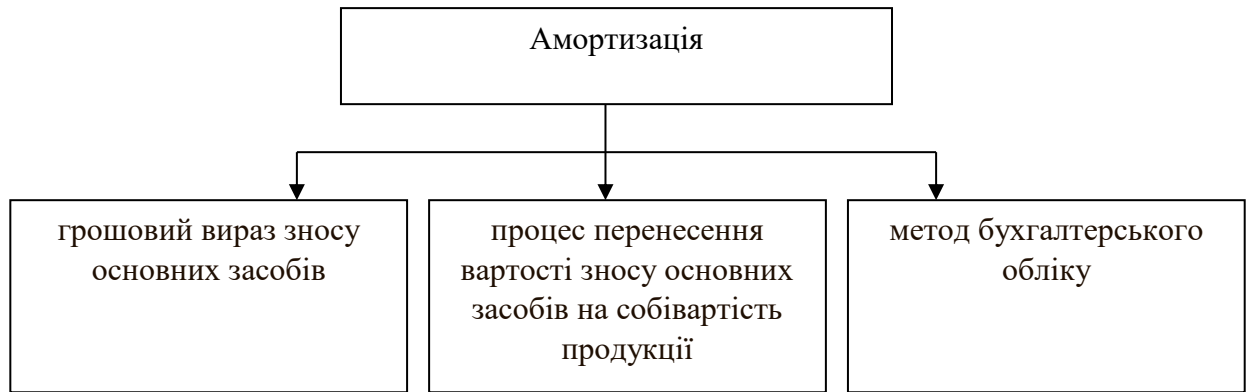 Амортизація
грошовий вираз зносу
основних засобів
процес перенесення
вартості зносу основних
засобів на собівартість
продукції
метод бухгалтерського
обліку